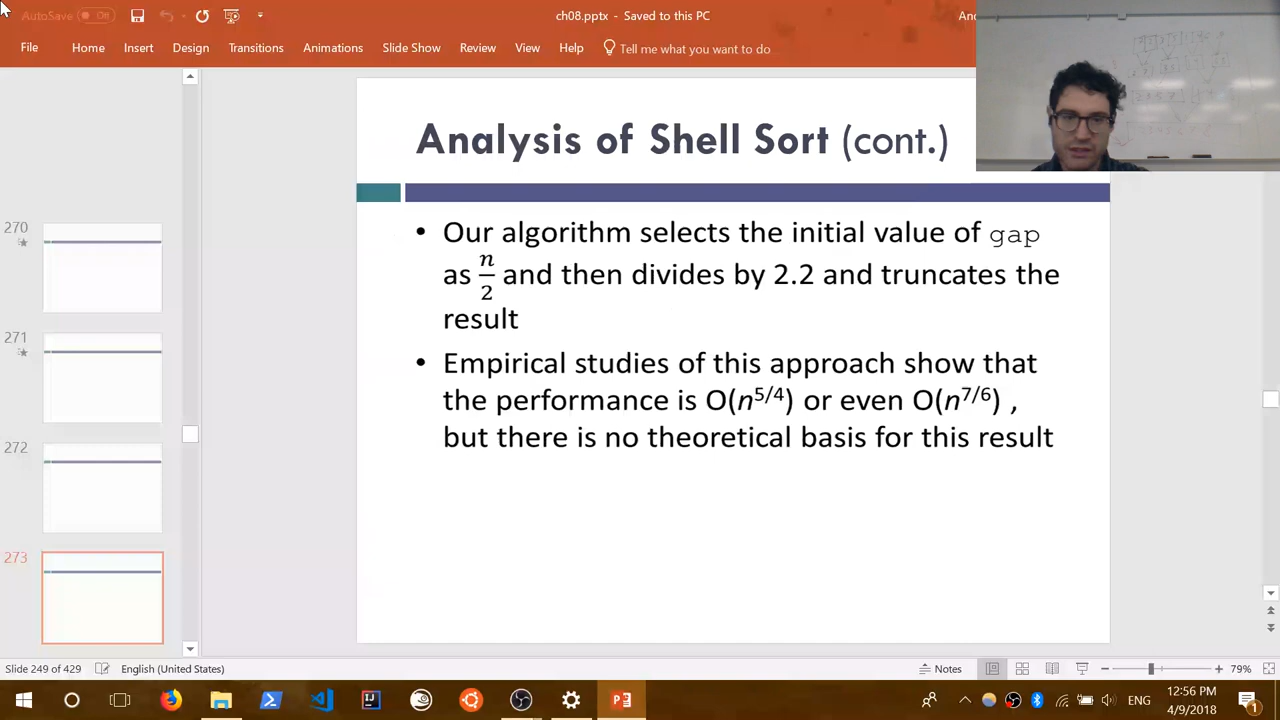 AutoSave Off
ch08.pptx - Saved to this PC
File Home Insert Design Transitions Animations Slide Show Review View Help Tell me what you want to do
270
271
272
273
Analysis of Shell Sort (cont.)
• Our algorithm selects the initial value of gap
as n/2 and then divides by 2.2 and truncates the
result
• Empirical studies of this approach show that
the performance is O(n^5/4) or even O(n^7/6) ,
but there is no theoretical basis for this result
Slide 249 of 429 English (United States) Notes 79%
ENG
12:56 PM
4/9/2018
1